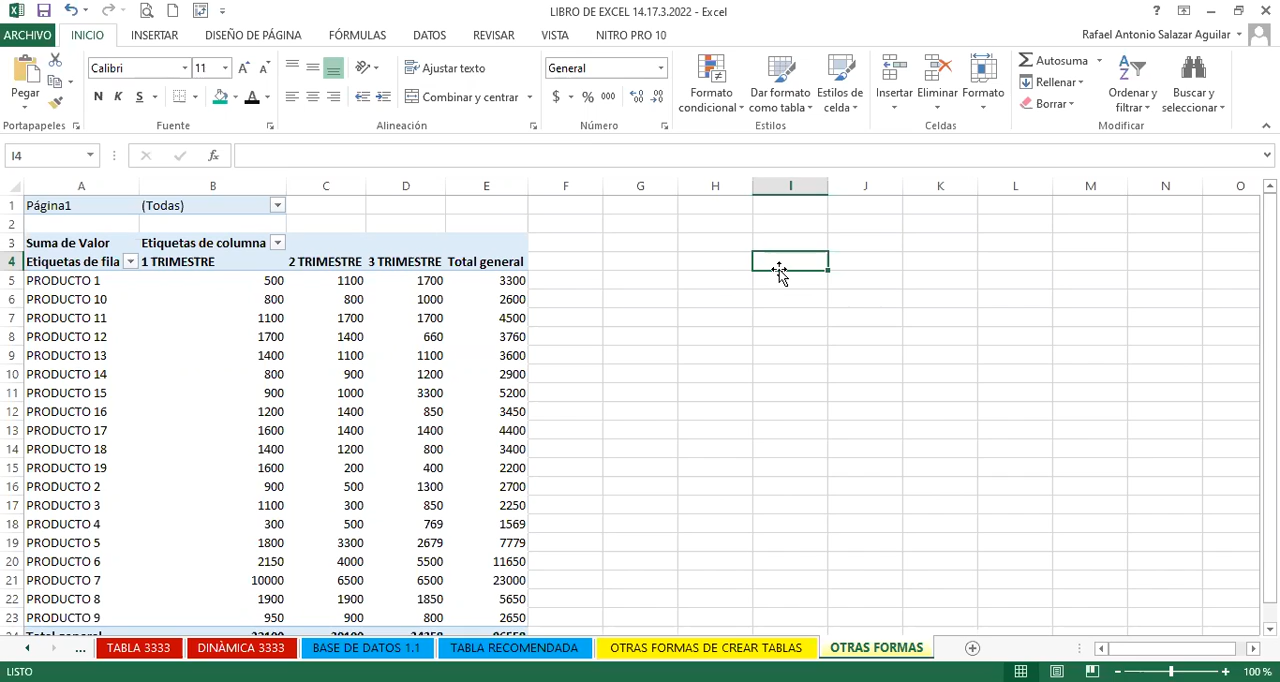 LIBRO DE EXCEL 14.17.3.2022 - Excel
ARCHIVO INICIO INSERTAR DISEÑO DE PÁGINA FÓRMULAS DATOS REVISAR VISTA NITRO PRO 10 Rafael Antonio Salazar Aguilar
Pegar Calibri 11 Ajustar texto General Formato condicional Dar formato como tabla Estilos de celda Insertar Eliminar Formato Autosuma Rellenar Borrar Ordenar y filtrar Buscar y seleccionar
N K S Combinar y centrar $ % 000
Portapapeles Fuente Alineación Número Estilos Celdas Modificar
I4 fx
A B C D E F G H I J K L M N O
1 Página1 (Todas)
2
3 Suma de Valor Etiquetas de columna
4 Etiquetas de fila 1 TRIMESTRE 2 TRIMESTRE 3 TRIMESTRE Total general
5 PRODUCTO 1 500 1100 1700 3300
6 PRODUCTO 10 800 800 1000 2600
7 PRODUCTO 11 1100 1700 1700 4500
8 PRODUCTO 12 1700 1400 660 3760
9 PRODUCTO 13 1400 1100 1100 3600
10 PRODUCTO 14 800 900 1200 2900
11 PRODUCTO 15 900 1000 3300 5200
12 PRODUCTO 16 1200 1400 850 3450
13 PRODUCTO 17 1600 1400 1400 4400
14 PRODUCTO 18 1400 1200 800 3400
15 PRODUCTO 19 1600 200 400 2200
16 PRODUCTO 2 900 500 1300 2700
17 PRODUCTO 3 1100 300 850 2250
18 PRODUCTO 4 300 500 769 1569
19 PRODUCTO 5 1800 3300 2679 7779
20 PRODUCTO 6 2150 4000 5500 11650
21 PRODUCTO 7 10000 6500 6500 23000
22 PRODUCTO 8 1900 1900 1850 5650
23 PRODUCTO 9 950 900 800 2650
Total general
... TABLA 3333 DINÀMICA 3333 BASE DE DATOS 1.1 TABLA RECOMENDADA OTRAS FORMAS DE CREAR TABLAS OTRAS FORMAS
LISTO 100 %